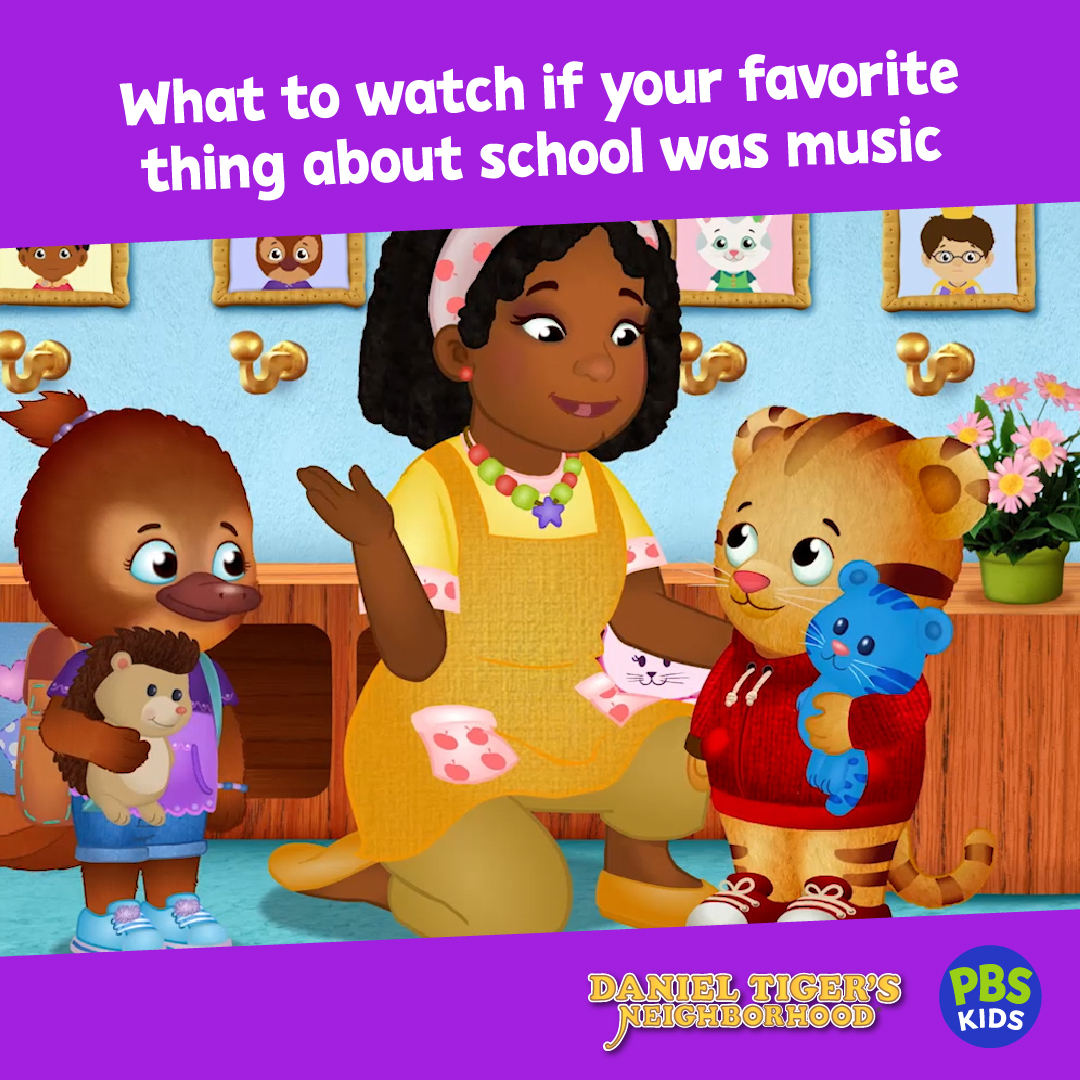 What to watch if your favorite
thing about school was music
DANIEL TIGER'S
NEIGHBORHOOD
PBS
KIDS